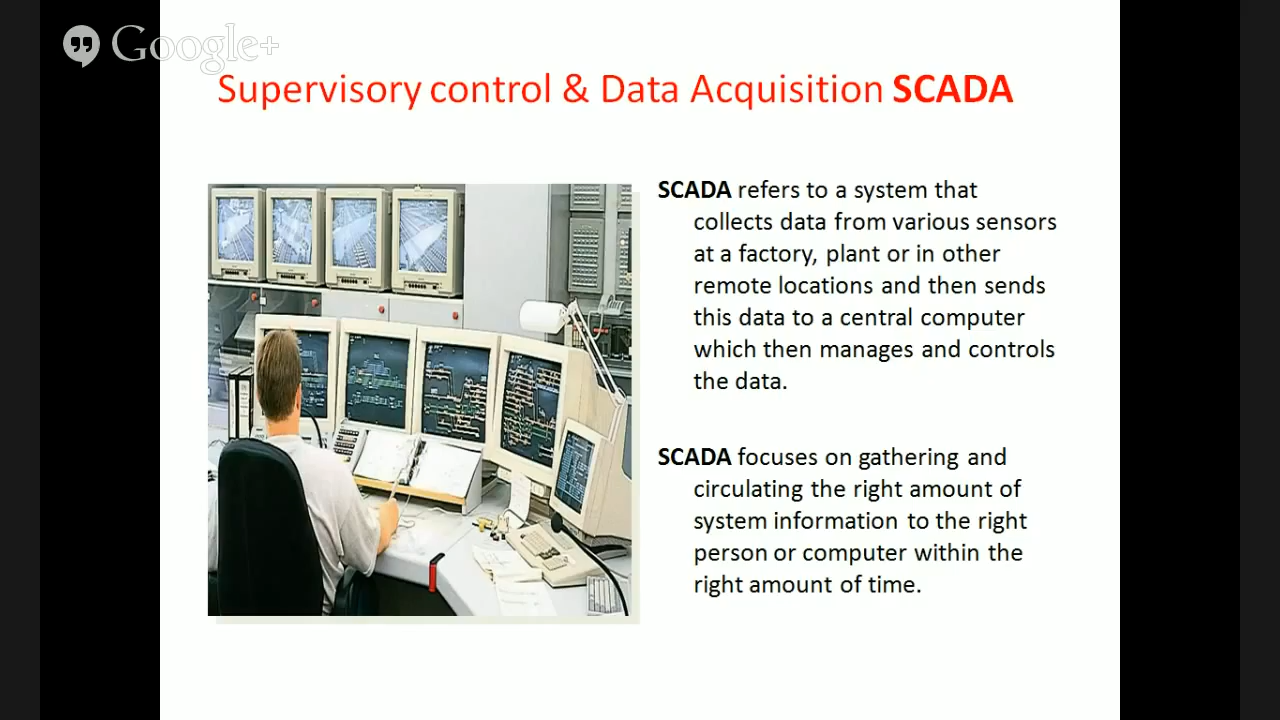 Google+
Supervisory control & Data Acquisition SCADA
SCADA refers to a system that
collects data from various sensors
at a factory, plant or in other
remote locations and then sends
this data to a central computer
which then manages and controls
the data.
SCADA focuses on gathering and
circulating the right amount of
system information to the right
person or computer within the
right amount of time.